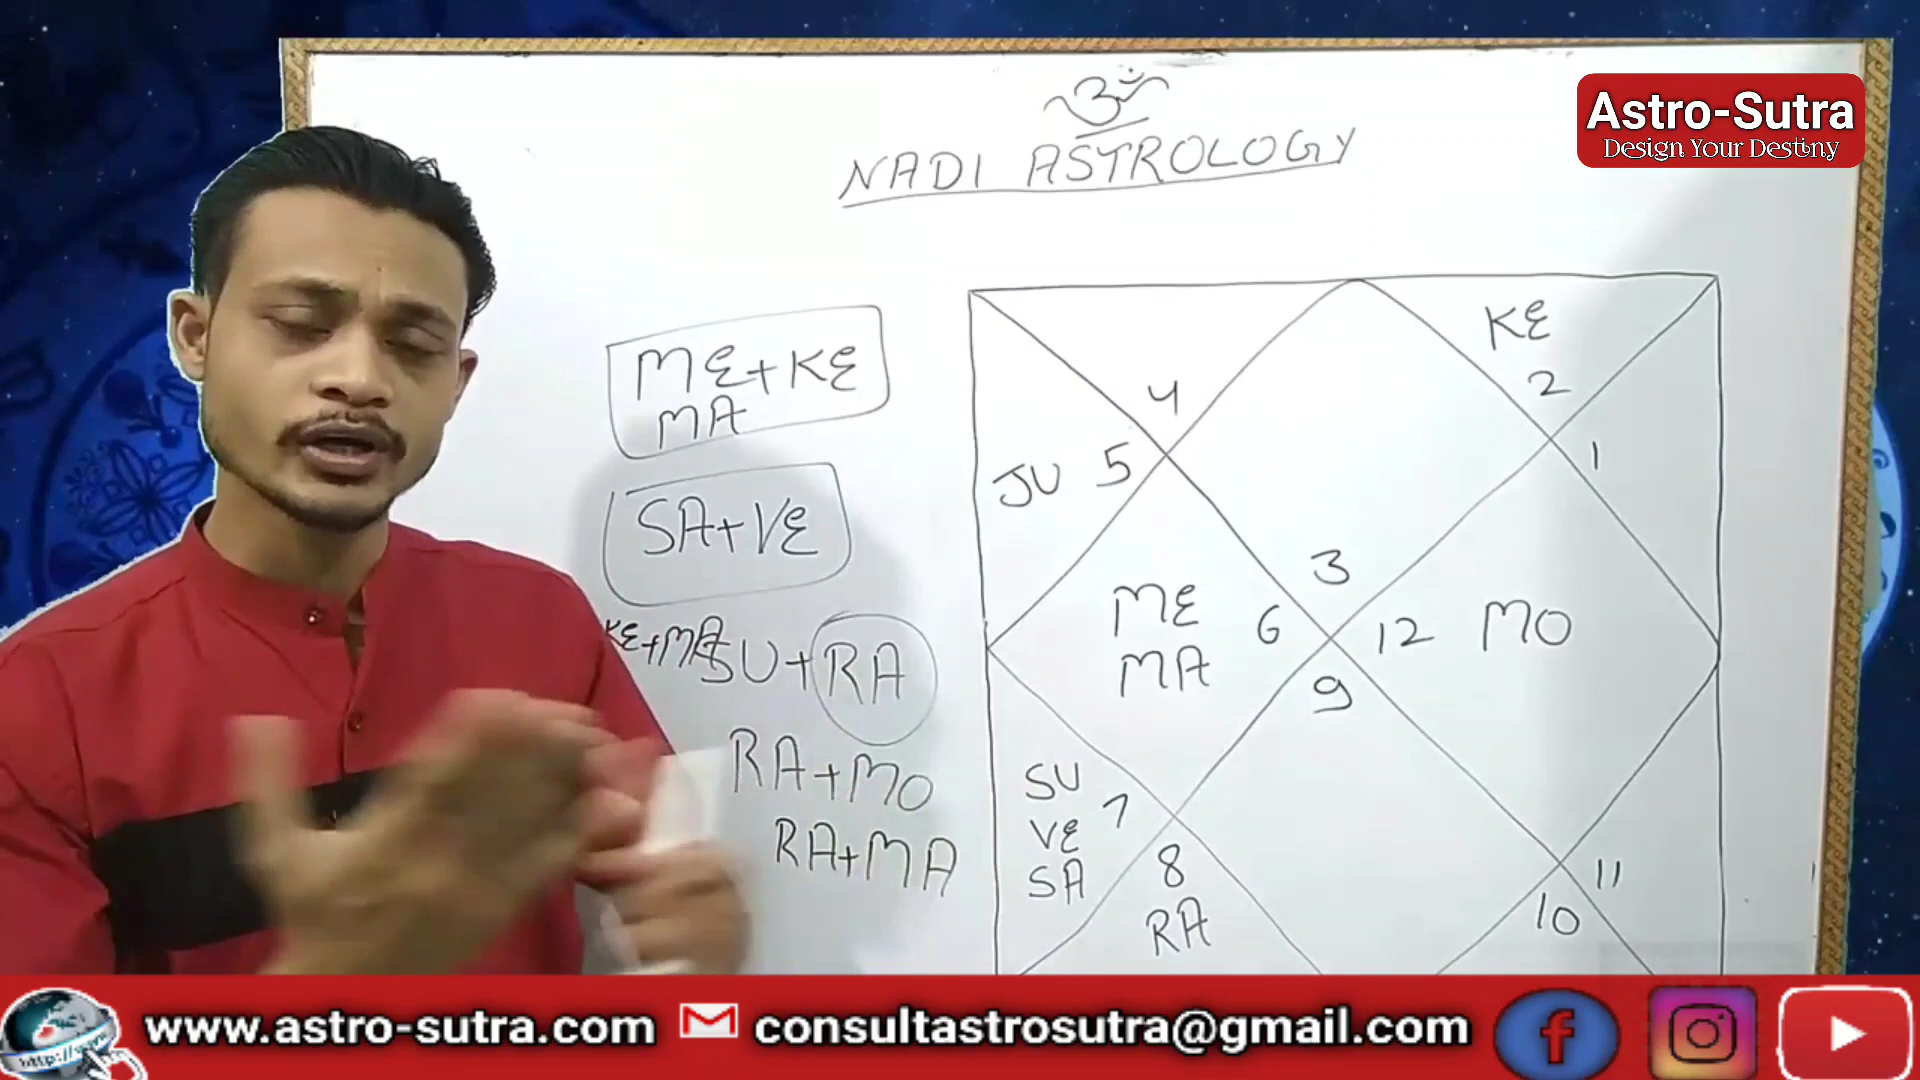 ॐ
NADI ASTROLOGY
Astro-Sutra
Design Your Destiny
ME+KE
MA
SA+VE
KE+MA
SU+RA
RA+MO
RA+MA
KE
2
4
1
JU 5
3
ME
MA
6
12 MO
9
SU
VE
SA
7
8
RA
11
10
http://www
www.astro-sutra.com
consultastrosutra@gmail.com